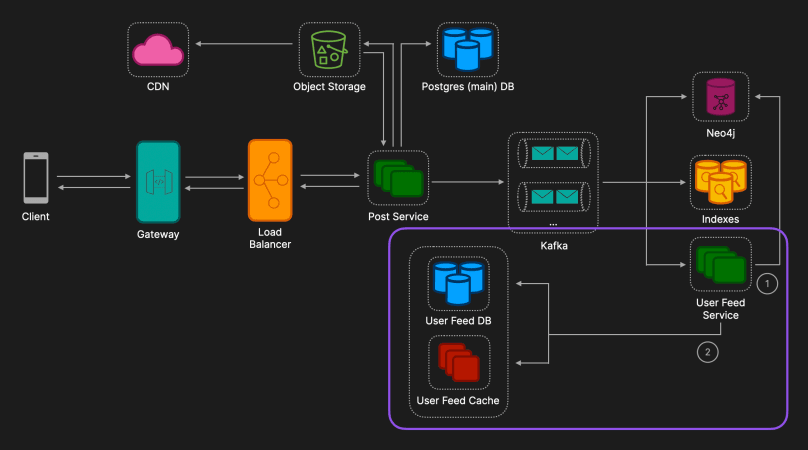 CDN
Object Storage
Postgres (main) DB
Neo4j
Client
Gateway
Load
Balancer
Post Service
...
Kafka
Indexes
User Feed
Service
1
User Feed DB
2
User Feed Cache